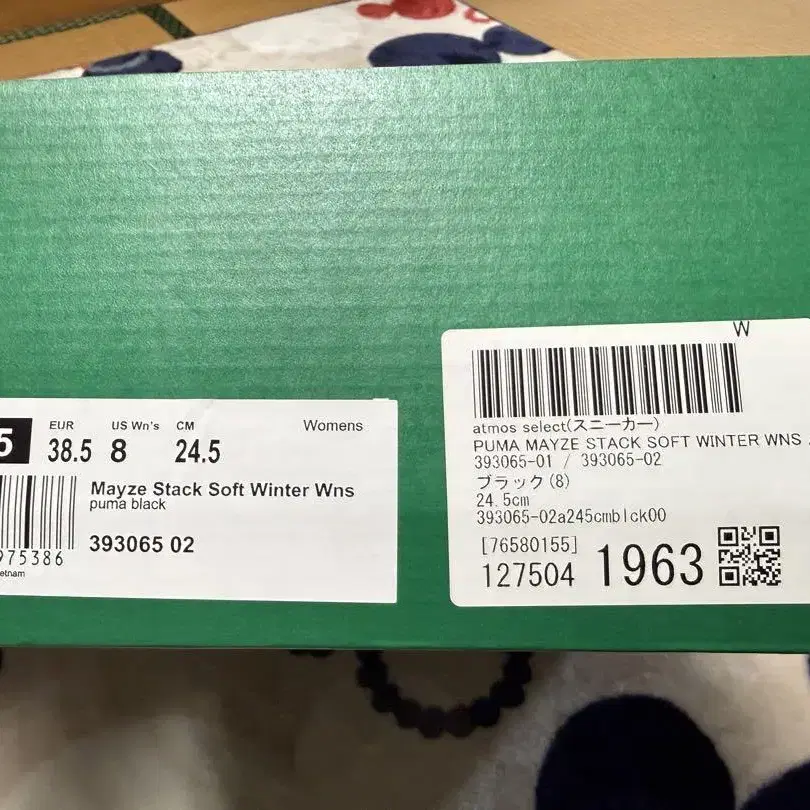 5
EUR US Wn's CM Womens
38.5 8 24.5
Mayze Stack Soft Winter Wns
puma black
393065 02
975386
W
atmos select(スニーカー)
PUMA MAYZE STACK SOFT WINTER WNS
393065-01 / 393065-02
ブラック(8)
24.5cm
393065-02a245cmblck00
[76580155]
127504 1963